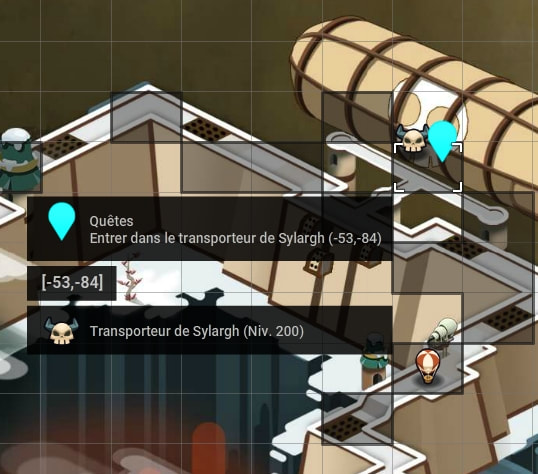 Quêtes
Entrer dans le transporteur de Sylargh (-53,-84)
[-53,-84]
Transporteur de Sylargh (Niv. 200)